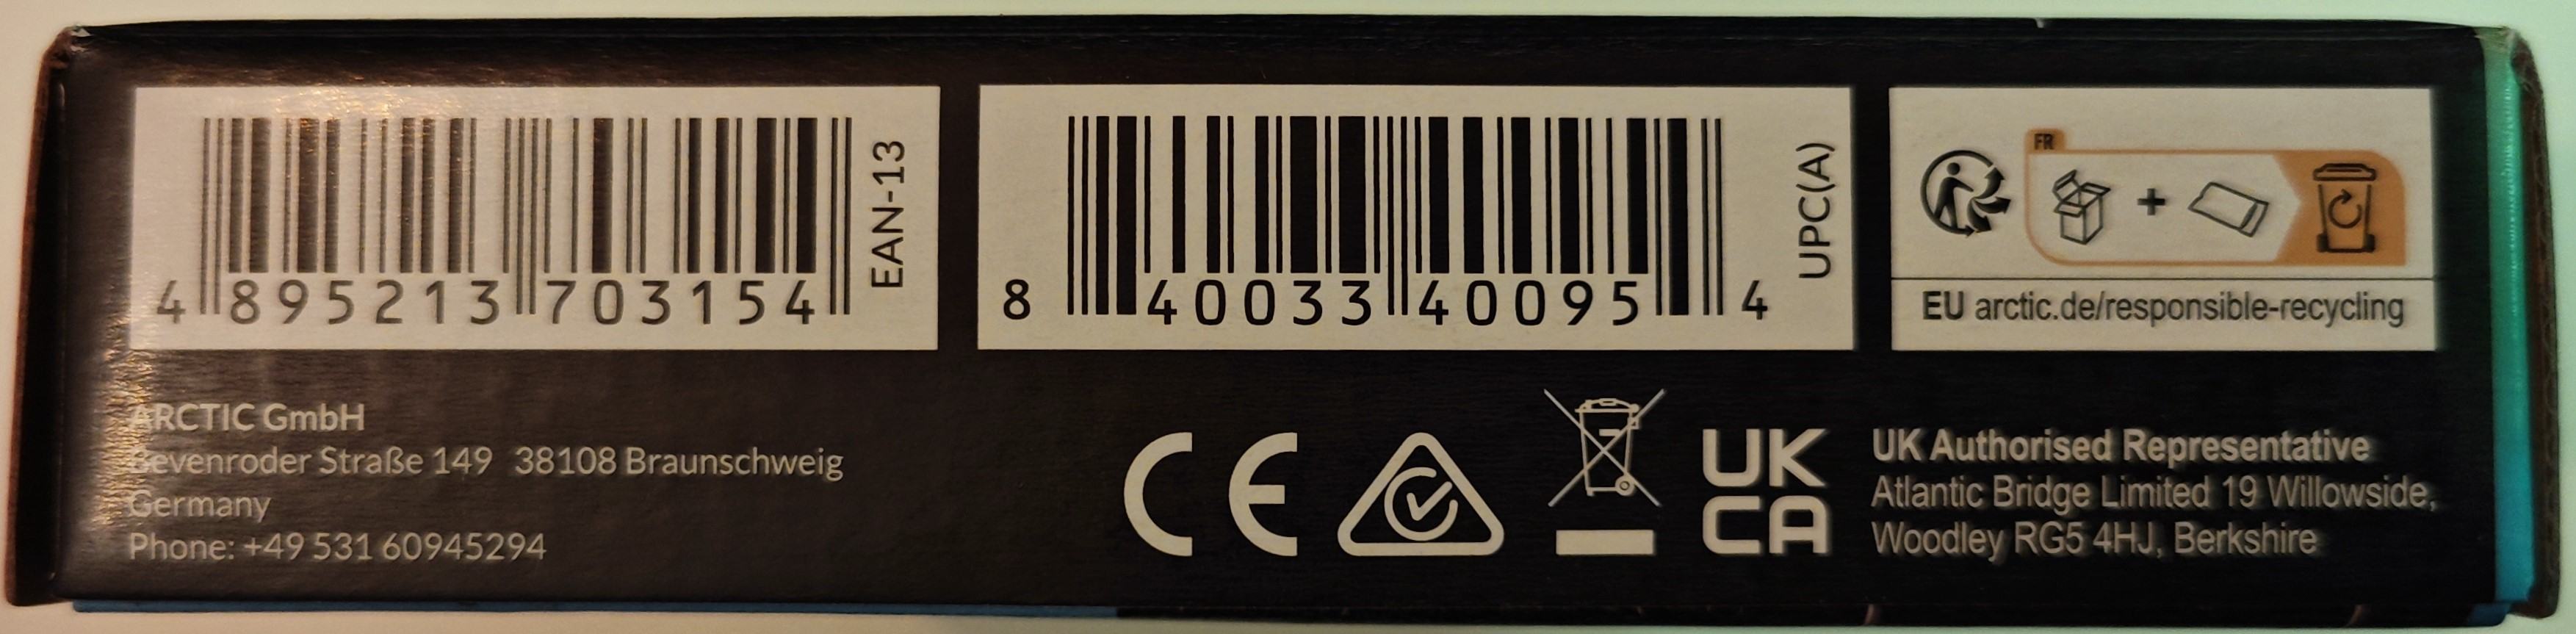 4 895213 703154
EAN-13
8 40033 40095 4
UPC(A)
FR
+
EU arctic.de/responsible-recycling
ARCTIC GmbH
Bevenroder Straße 149 38108 Braunschweig
Germany
Phone: +49 531 60945294
CE
UK
CA
UK Authorised Representative
Atlantic Bridge Limited 19 Willowside,
Woodley RG5 4HJ, Berkshire